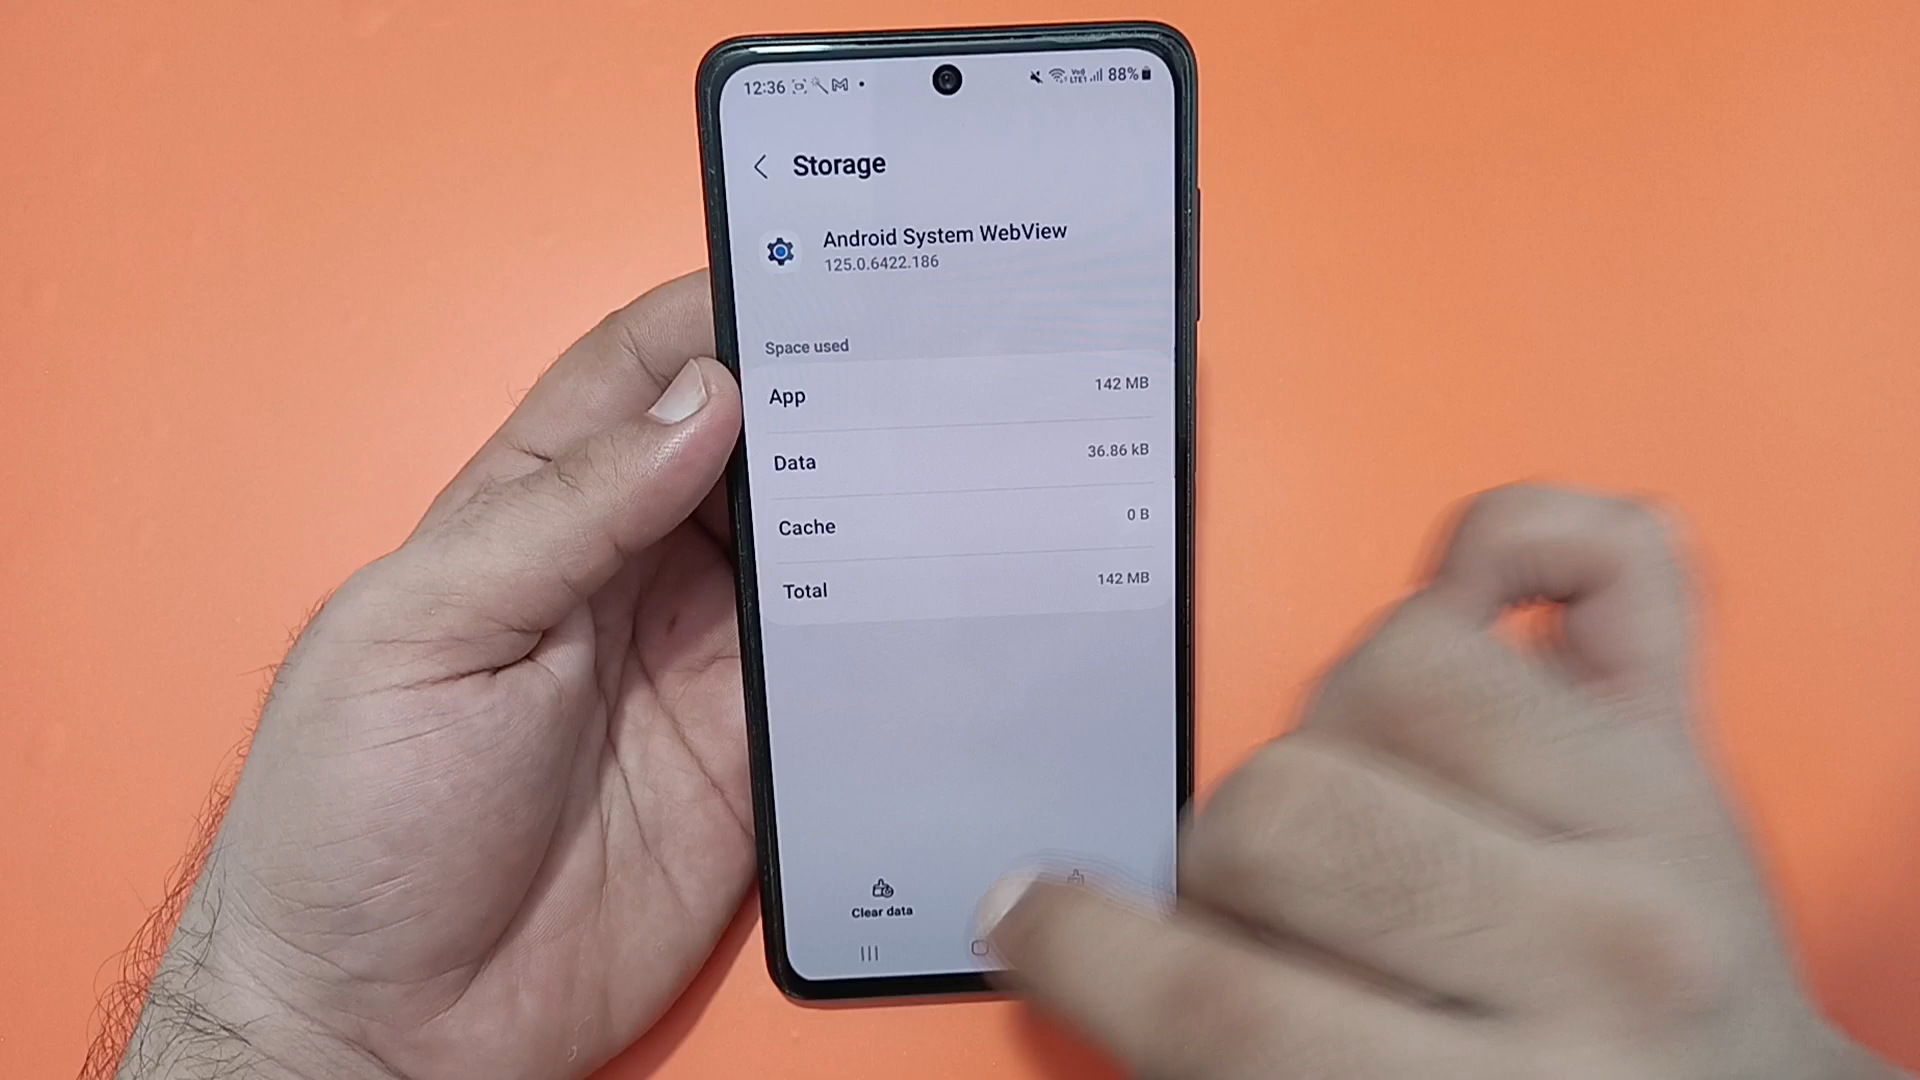 12:36 88%
Storage
Android System WebView
125.0.6422.186
Space used
App 142 MB
Data 36.86 kB
Cache 0 B
Total 142 MB
Clear data